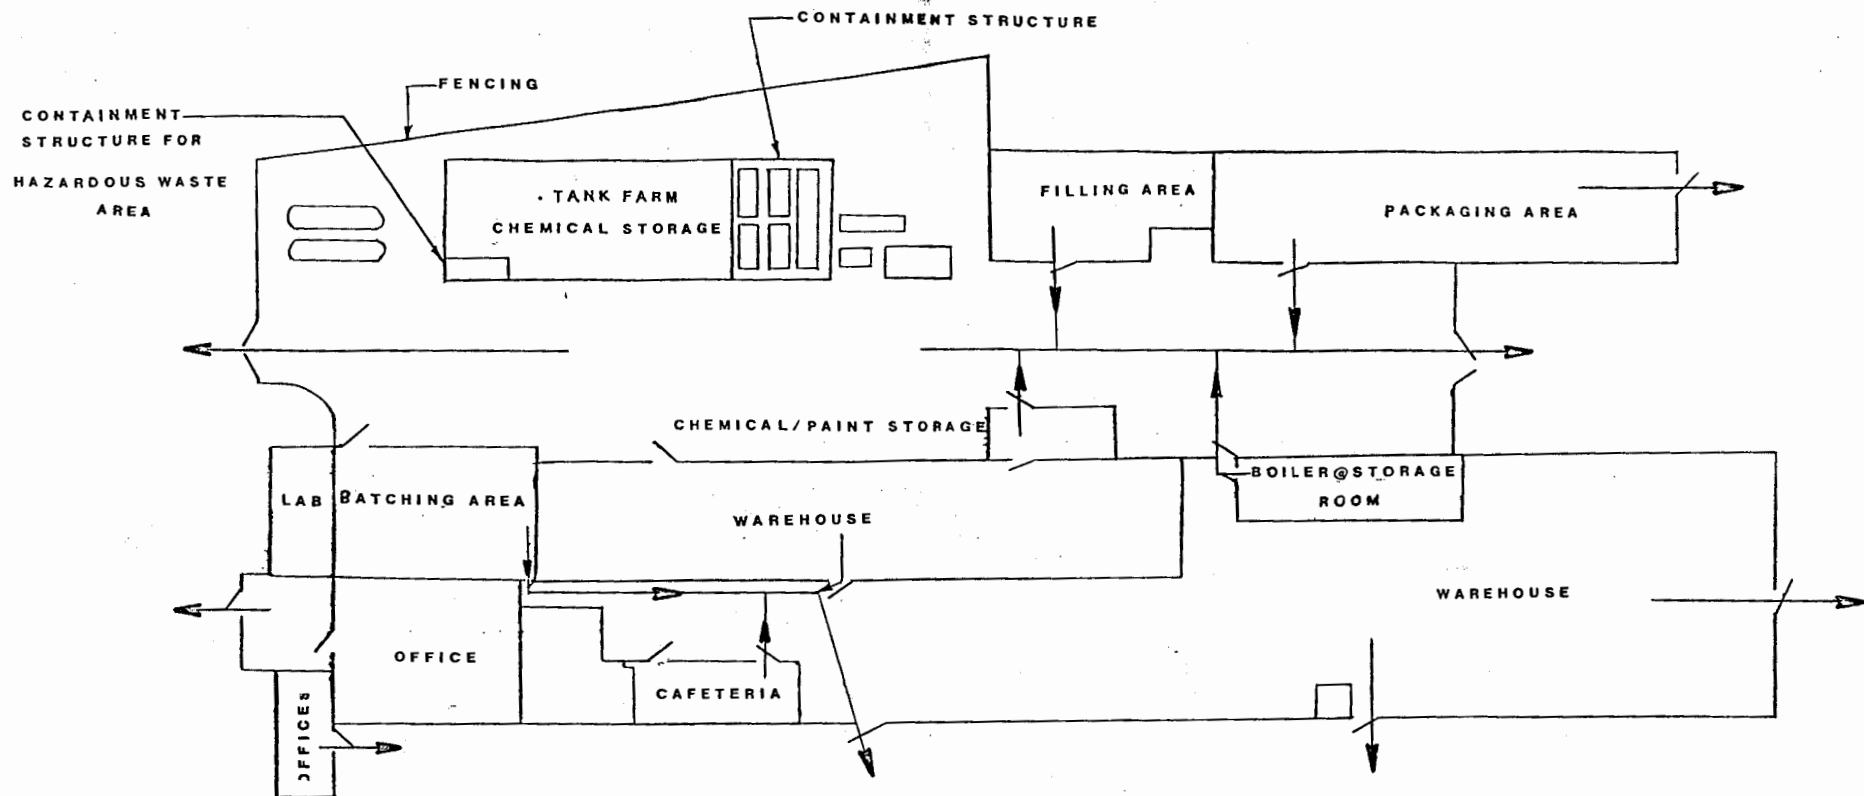 CONTAINMENT STRUCTURE
FENCING
CONTAINMENT
STRUCTURE FOR
HAZARDOUS WASTE
AREA
TANK FARM
CHEMICAL STORAGE
FILLING AREA
PACKAGING AREA
CHEMICAL/PAINT STORAGE
LAB
BATCHING AREA
WAREHOUSE
BOILER@STORAGE
ROOM
WAREHOUSE
OFFICE
CAFETERIA
OFFICES